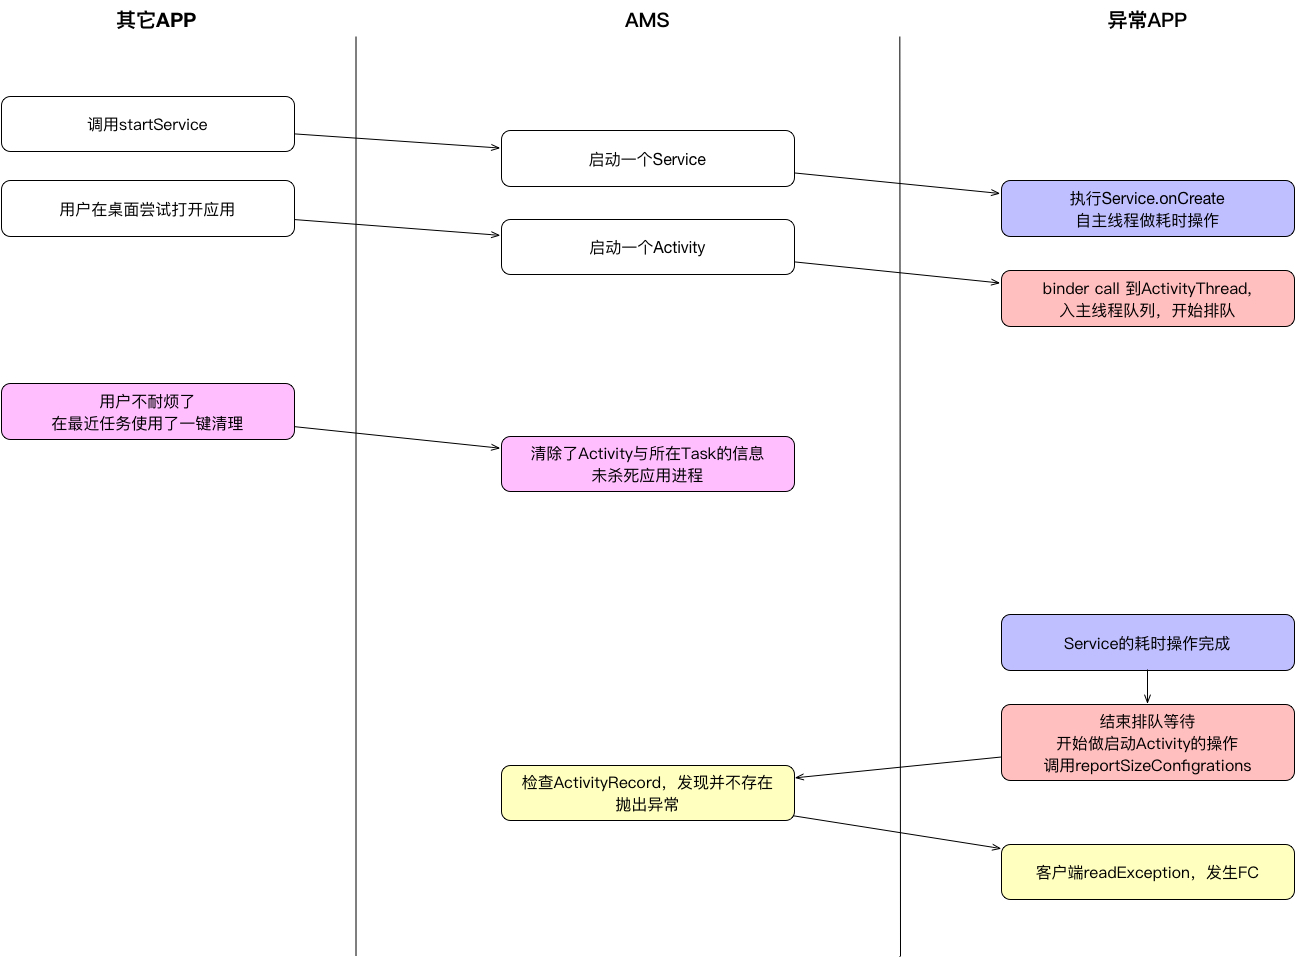 其它APP
AMS
异常APP
调用startService
启动一个Service
用户在桌面尝试打开应用
执行Service.onCreate
自主线程做耗时操作
启动一个Activity
binder call 到ActivityThread,
入主线程队列，开始排队
用户不耐烦了
在最近任务使用了一键清理
清除了Activity与所在Task的信息
未杀死应用进程
Service的耗时操作完成
结束排队等待
开始做启动Activity的操作
调用reportSizeConfigrations
检查ActivityRecord，发现并不存在
抛出异常
客户端readException，发生FC